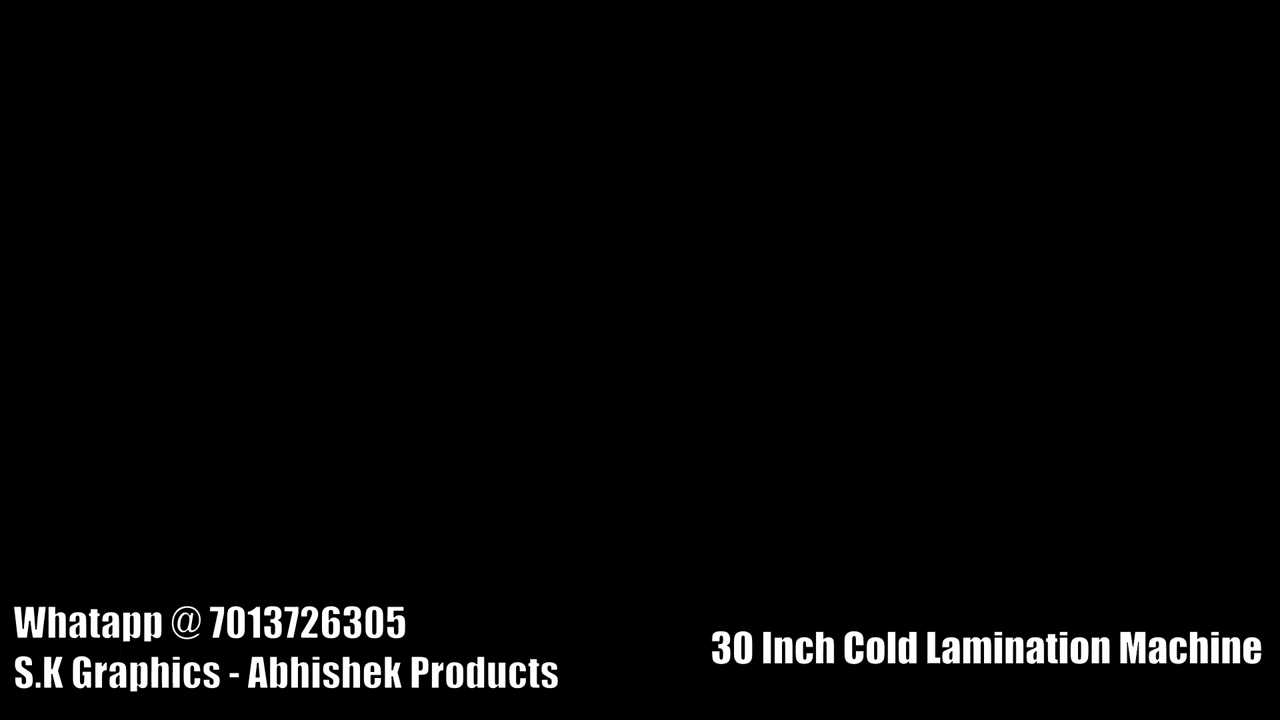 Whatapp @ 7013726305
S.K Graphics - Abhishek Products
30 Inch Cold Lamination Machine